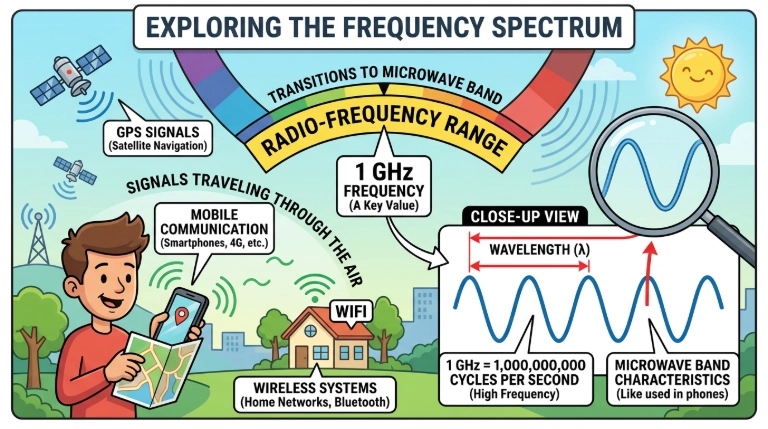 EXPLORING THE FREQUENCY SPECTRUM
TRANSITIONS TO MICROWAVE BAND
RADIO-FREQUENCY RANGE
GPS SIGNALS
(Satellite Navigation)
1 GHz
FREQUENCY
(A Key Value)
SIGNALS TRAVELING THROUGH THE AIR
MOBILE
COMMUNICATION
(Smartphones, 4G, etc.)
WIFI
WIRELESS SYSTEMS
(Home Networks, Bluetooth)
CLOSE-UP VIEW
WAVELENGTH (λ)
1 GHz = 1,000,000,000
CYCLES PER SECOND
(High Frequency)
MICROWAVE BAND
CHARACTERISTICS
(Like used in phones)